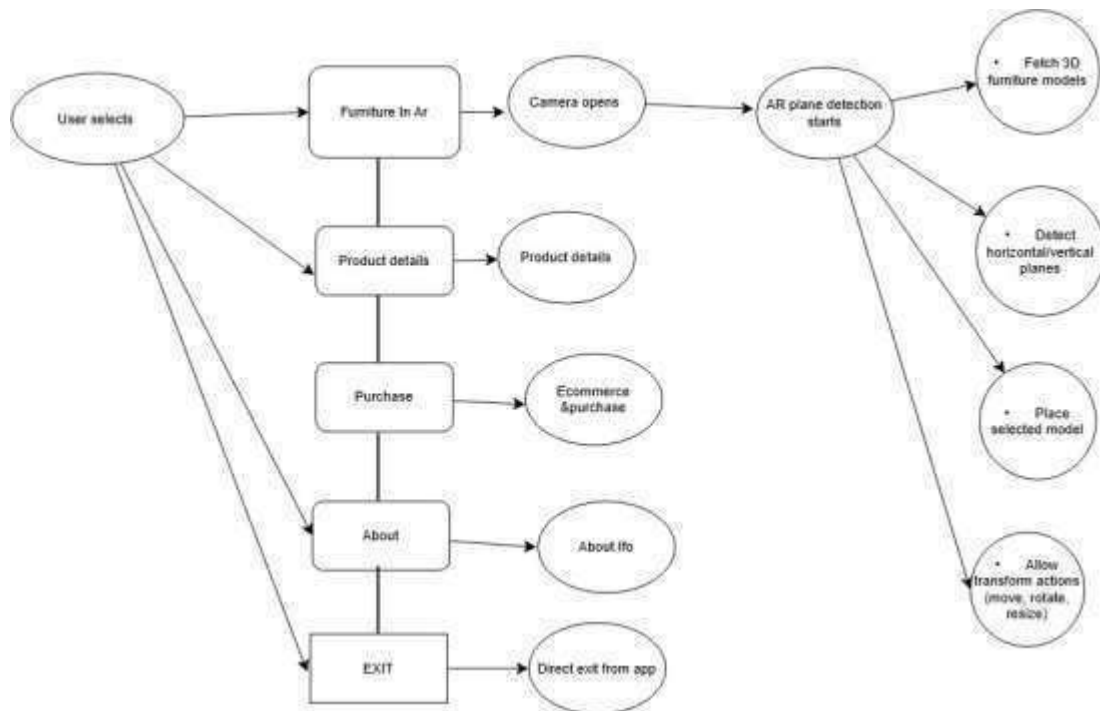 User selects
Furniture In Ar
Camera opens
AR plane detection
starts
• Fetch 3D
furniture models
Product details
Product details
• Detect
horizontal/vertical
planes
Purchase
Ecommerce
&purchase
• Place
selected model
About
About Ifo
• Allow
transform actions
(move, rotate,
resize)
EXIT
Direct exit from app